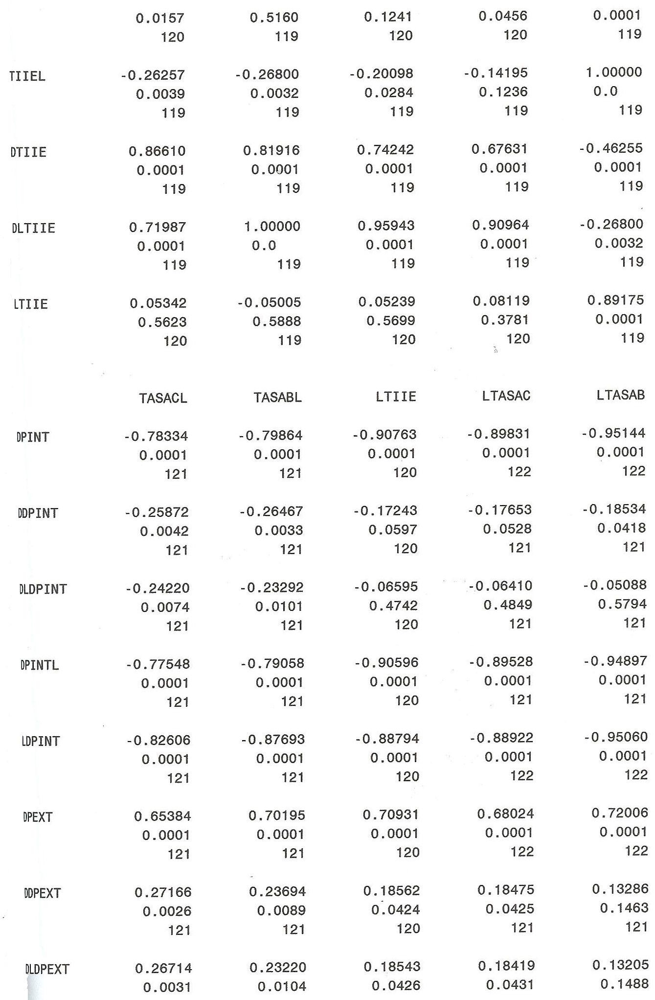 0.0157 0.5160 0.1241 0.0456 0.0001
120 119 120 120 119
TIIEL -0.26257 -0.26800 -0.20098 -0.14195 1.00000
0.0039 0.0032 0.0284 0.1236 0.0
119 119 119 119 119
DTIIE 0.86610 0.81916 0.74242 0.67631 -0.46255
0.0001 0.0001 0.0001 0.0001 0.0001
119 119 119 119 119
DLTIIE 0.71987 1.00000 0.95943 0.90964 -0.26800
0.0001 0.0 0.0001 0.0001 0.0032
119 119 119 119 119
LTIIE 0.05342 -0.05005 0.05239 0.08119 0.89175
0.5623 0.5888 0.5699 0.3781 0.0001
120 119 120 120 119
TASACL TASABL LTIIE LTASAC LTASAB
DPINT -0.78334 -0.79864 -0.90763 -0.89831 -0.95144
0.0001 0.0001 0.0001 0.0001 0.0001
121 121 120 122 122
DDPINT -0.25872 -0.26467 -0.17243 -0.17653 -0.18534
0.0042 0.0033 0.0597 0.0528 0.0418
121 121 120 121 121
DLDPINT -0.24220 -0.23292 -0.06595 -0.06410 -0.05088
0.0074 0.0101 0.4742 0.4849 0.5794
121 121 120 121 121
DPINTL -0.77548 -0.79058 -0.90596 -0.89528 -0.94897
0.0001 0.0001 0.0001 0.0001 0.0001
121 121 120 121 121
LDPINT -0.82606 -0.87693 -0.88794 -0.88922 -0.95060
0.0001 0.0001 0.0001 0.0001 0.0001
121 121 120 122 122
DPEXT 0.65384 0.70195 0.70931 0.68024 0.72006
0.0001 0.0001 0.0001 0.0001 0.0001
121 121 120 122 122
DDPEXT 0.27166 0.23694 0.18562 0.18475 0.13286
0.0026 0.0089 0.0424 0.0425 0.1463
121 121 120 121 121
DLDPEXT 0.26714 0.23220 0.18543 0.18419 0.13205
0.0031 0.0104 0.0426 0.0431 0.1488